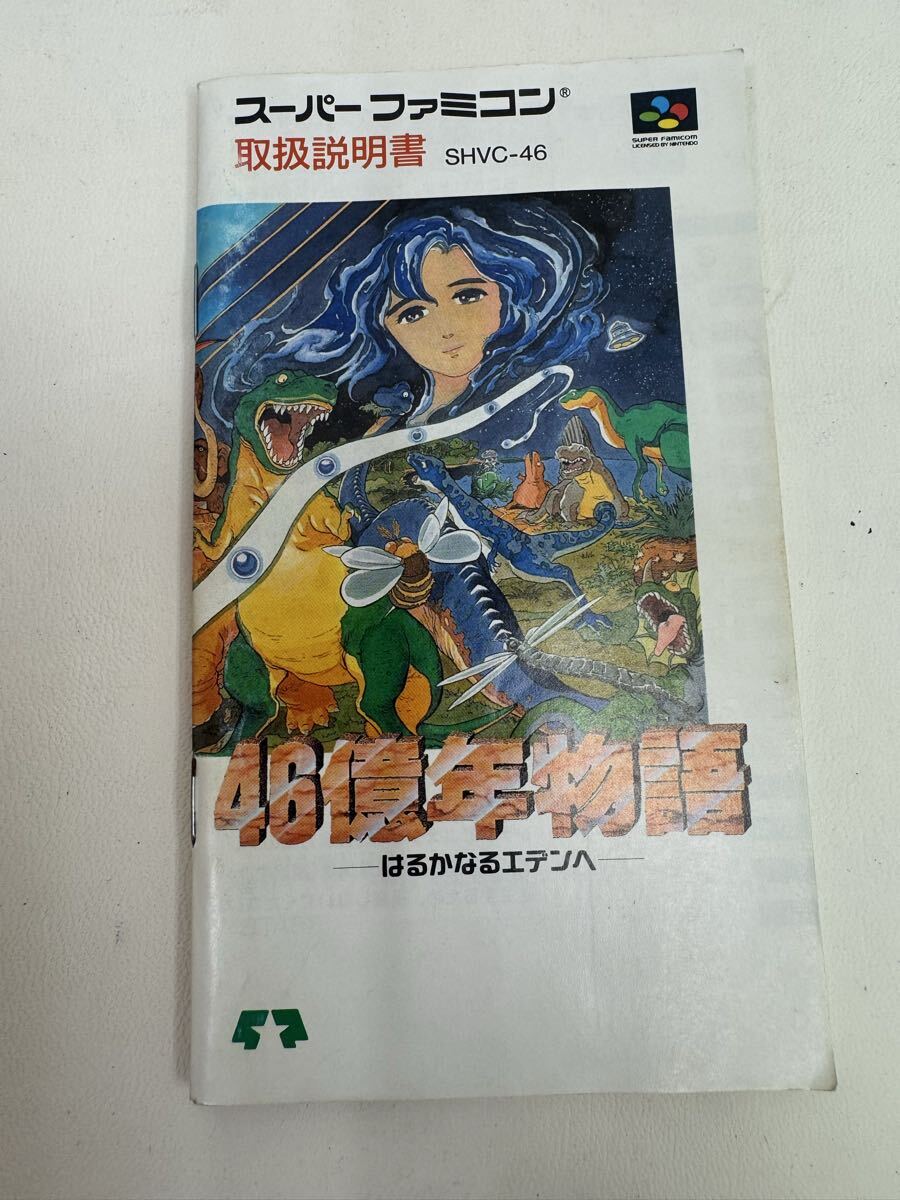 スーパーファミコン®
取扱説明書 SHVC-46
SUPER FAMICOM
LICENSED BY NINTENDO
46億年物語
―はるかなるエデンへ―